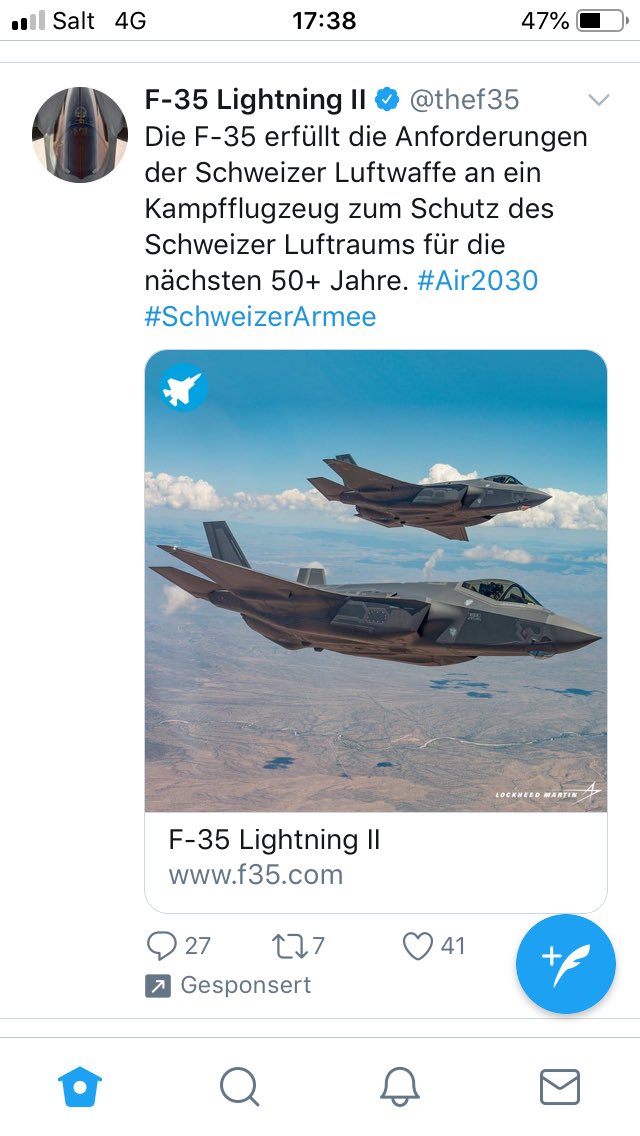 Salt 4G 17:38 47%
F-35 Lightning II @thef35
Die F-35 erfüllt die Anforderungen
der Schweizer Luftwaffe an ein
Kampfflugzeug zum Schutz des
Schweizer Luftraums für die
nächsten 50+ Jahre. #Air2030
#SchweizerArmee
LOCKHEED MARTIN
F-35 Lightning II
www.f35.com
27 7 41
Gesponsert